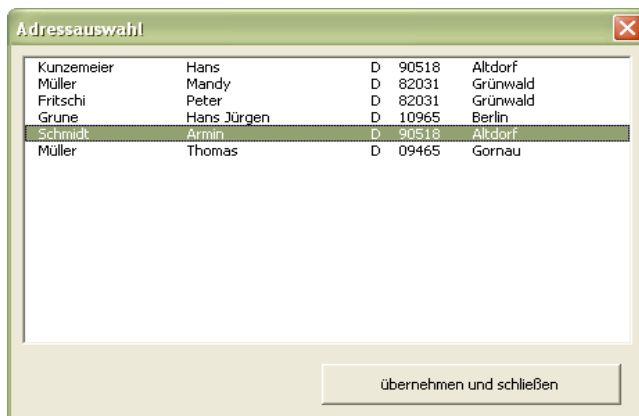 Adressauswahl
Kunzemeier Hans D 90518 Altdorf
Müller Mandy D 82031 Grünwald
Fritschi Peter D 82031 Grünwald
Grune Hans Jürgen D 10965 Berlin
Schmidt Armin D 90518 Altdorf
Müller Thomas D 09465 Gornau
übernehmen und schließen